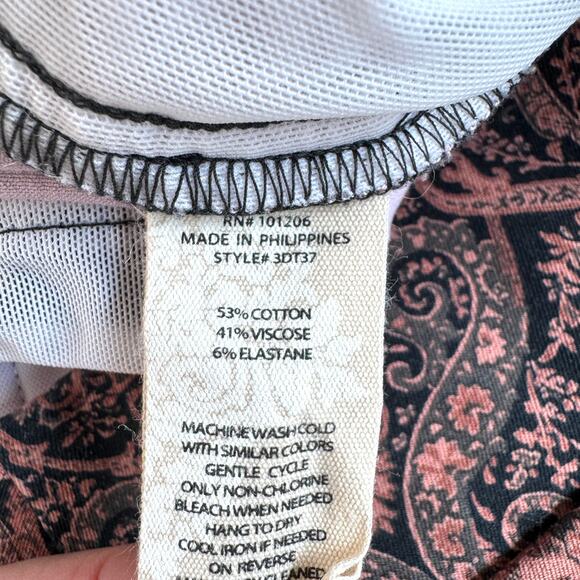 RN# 101206
MADE IN PHILIPPINES
STYLE# 3DT37
53% COTTON
41% VISCOSE
6% ELASTANE
MACHINE WASH COLD
WITH SIMILAR COLORS
GENTLE CYCLE
ONLY NON-CHLORINE
BLEACH WHEN NEEDED
HANG TO DRY
COOL IRON IF NEEDED
ON REVERSE
CLEANED